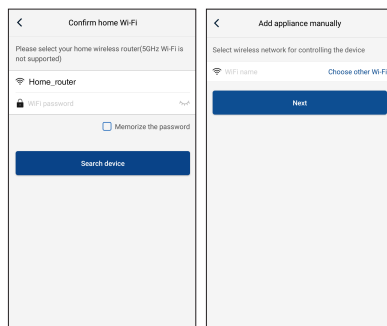 Confirm home Wi-Fi
Please select your home wireless router(5GHz Wi-Fi is
not supported)
Home_router
WiFi password
Memorize the password
Search device
Add appliance manually
Select wireless network for controlling the device
WiFi name
Choose other Wi-Fi
Next